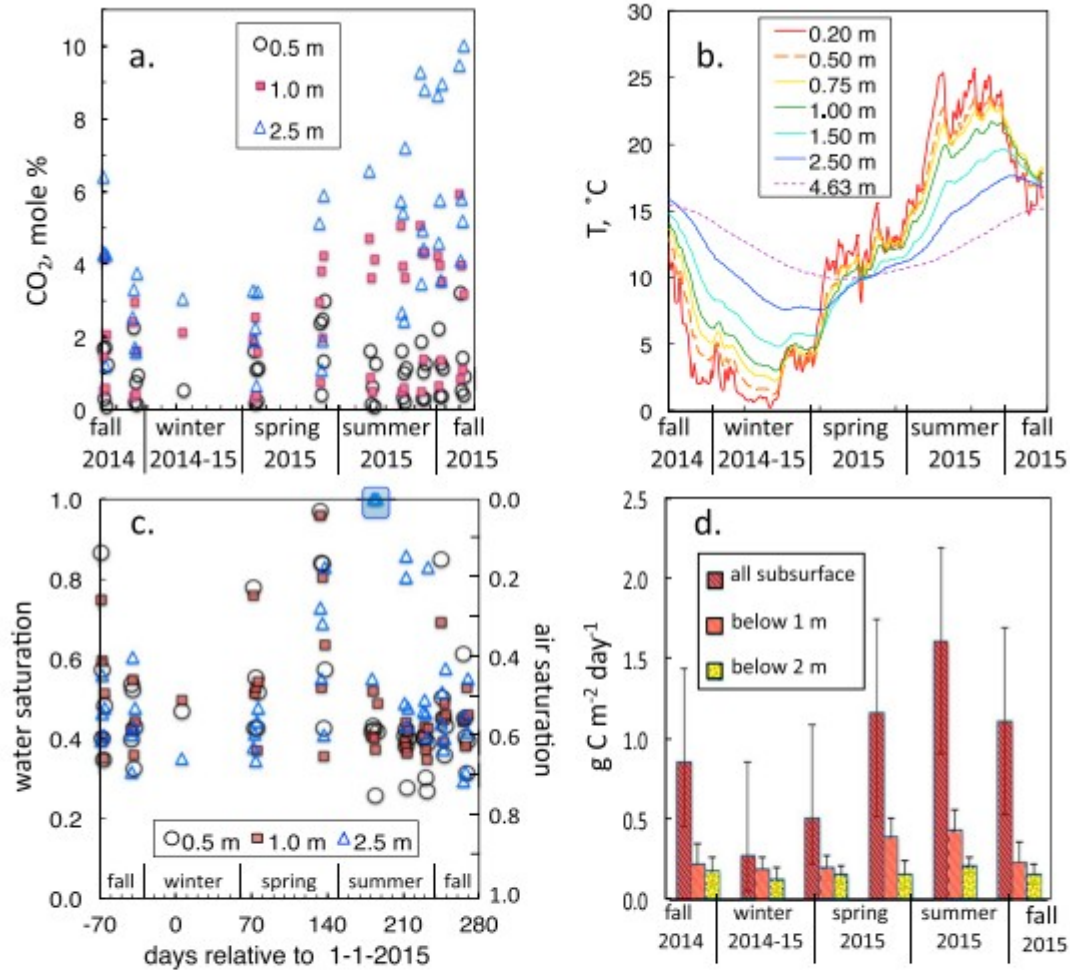 a.
○ 0.5 m
■ 1.0 m
△ 2.5 m
10
8
6
4
2
0
CO₂, mole %
fall winter spring summer fall
2014 2014-15 2015 2015 2015
b.
0.20 m
0.50 m
0.75 m
1.00 m
1.50 m
2.50 m
4.63 m
30
25
20
15
10
5
0
T, °C
fall winter spring summer fall
2014 2014-15 2015 2015 2015
c.
1.0
0.8
0.6
0.4
0.2
0.0
water saturation
0.0
0.2
0.4
0.6
0.8
1.0
air saturation
○ 0.5 m ■ 1.0 m △ 2.5 m
fall winter spring summer fall
-70 0 70 140 210 280
days relative to 1-1-2015
d.
all subsurface
below 1 m
below 2 m
2.5
2.0
1.5
1.0
0.5
0.0
g C m⁻² day⁻¹
fall winter spring summer fall
2014 2014-15 2015 2015 2015